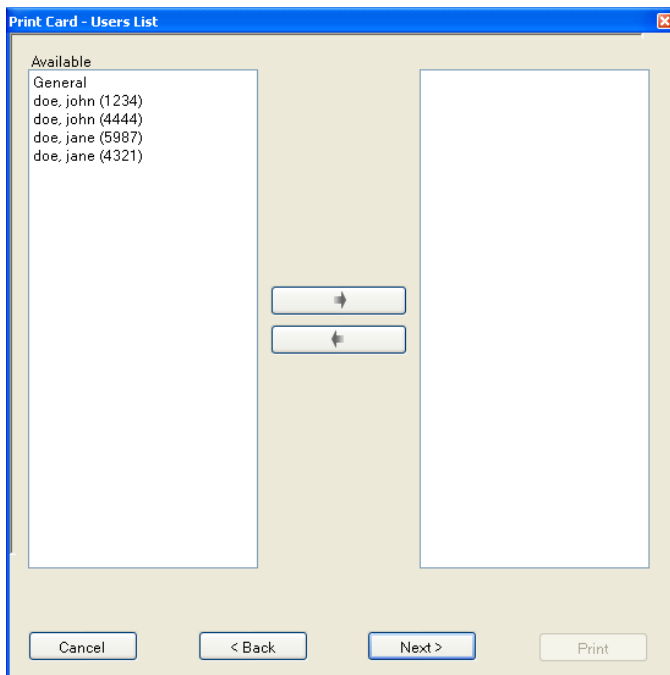 Print Card - Users List
Available
General
doe, john (1234)
doe, john (4444)
doe, jane (5987)
doe, jane (4321)
Cancel
< Back
Next >
Print